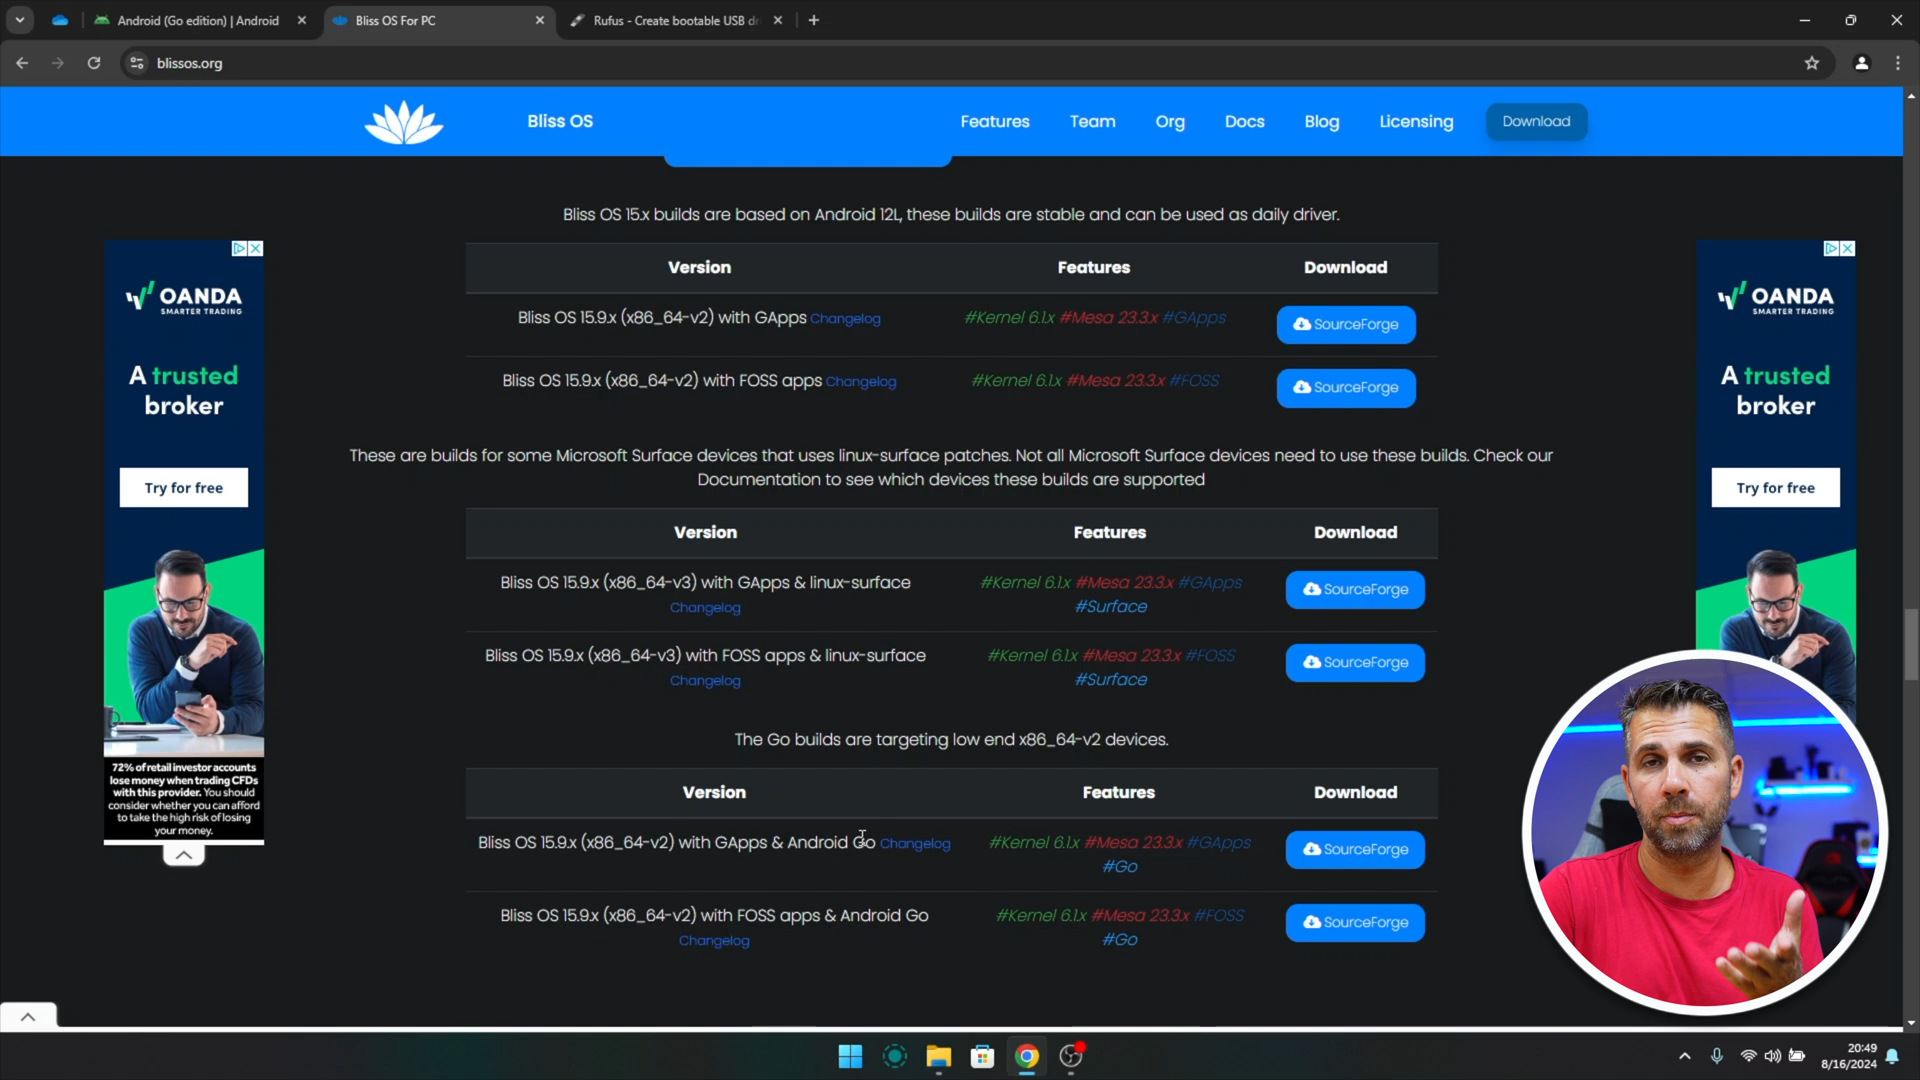 Android (Go edition) | Android
Bliss OS For PC
Rufus - Create bootable USB dr
blissos.org
Bliss OS
Features
Team
Org
Docs
Blog
Licensing
Download
Bliss OS 15.x builds are based on Android 12L, these builds are stable and can be used as daily driver.
Version Features Download
Bliss OS 15.9.x (x86_64-v2) with GApps Changelog #Kernel 6.1.x #Mesa 23.3.x #GApps SourceForge
Bliss OS 15.9.x (x86_64-v2) with FOSS apps Changelog #Kernel 6.1.x #Mesa 23.3.x #FOSS SourceForge
These are builds for some Microsoft Surface devices that uses linux-surface patches. Not all Microsoft Surface devices need to use these builds. Check our
Documentation to see which devices these builds are supported
Version Features Download
Bliss OS 15.9.x (x86_64-v3) with GApps & linux-surface #Kernel 6.1.x #Mesa 23.3.x #GApps SourceForge
Changelog #Surface
Bliss OS 15.9.x (x86_64-v3) with FOSS apps & linux-surface #Kernel 6.1.x #Mesa 23.3.x #FOSS SourceForge
Changelog #Surface
The Go builds are targeting low end x86_64-v2 devices.
Version Features Download
Bliss OS 15.9.x (x86_64-v2) with GApps & Android Go Changelog #Kernel 6.1.x #Mesa 23.3.x #GApps SourceForge
#Go
Bliss OS 15.9.x (x86_64-v2) with FOSS apps & Android Go #Kernel 6.1.x #Mesa 23.3.x #FOSS SourceForge
Changelog #Go
OANDA
SMARTER TRADING
A trusted
broker
Try for free
72% of retail investor accounts
lose money when trading CFDs
with this provider. You should
consider whether you can afford
to take the high risk of losing
your money.
OANDA
SMARTER TRADING
A trusted
broker
Try for free
20:49
8/16/2024